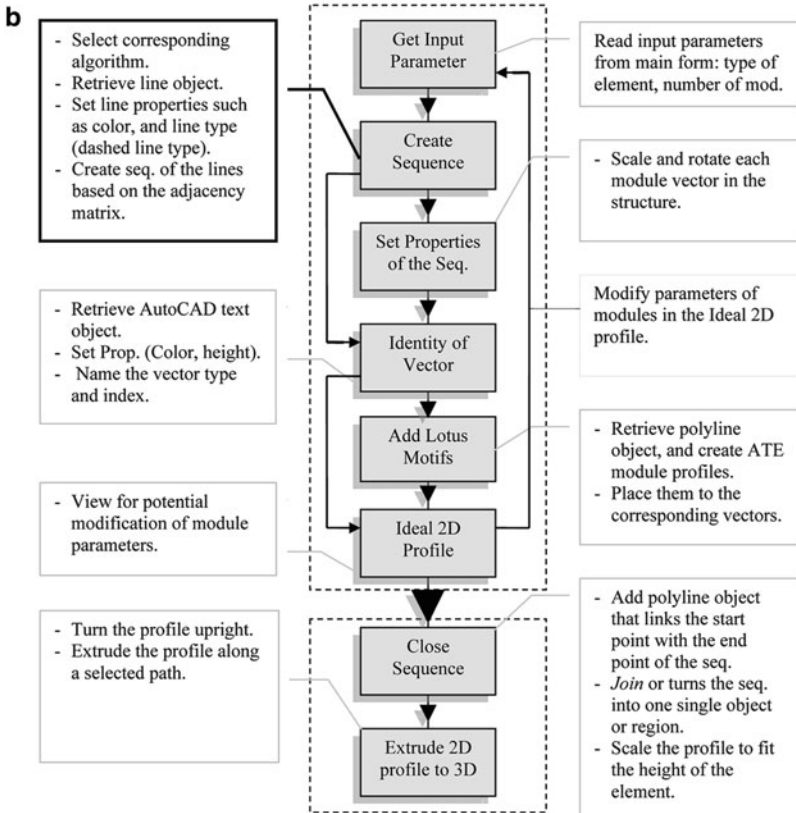 b
- Select corresponding
algorithm.
- Retrieve line object.
- Set line properties such
as color, and line type
(dashed line type).
- Create seq. of the lines
based on the adjacency
matrix.
Get Input
Parameter
Read input parameters
from main form: type of
element, number of mod.
Create
Sequence
- Scale and rotate each
module vector in the
structure.
Set Properties
of the Seq.
- Retrieve AutoCAD text
object.
- Set Prop. (Color, height).
- Name the vector type
and index.
Identity of
Vector
Modify parameters of
modules in the Ideal 2D
profile.
Add Lotus
Motifs
- Retrieve polyline
object, and create ATE
module profiles.
- Place them to the
corresponding vectors.
- View for potential
modification of module
parameters.
Ideal 2D
Profile
- Turn the profile upright.
- Extrude the profile along
a selected path.
Close
Sequence
- Add polyline object
that links the start
point with the end
point of the seq.
- Join or turns the seq.
into one single object
or region.
- Scale the profile to fit
the height of the
element.
Extrude 2D
profile to 3D